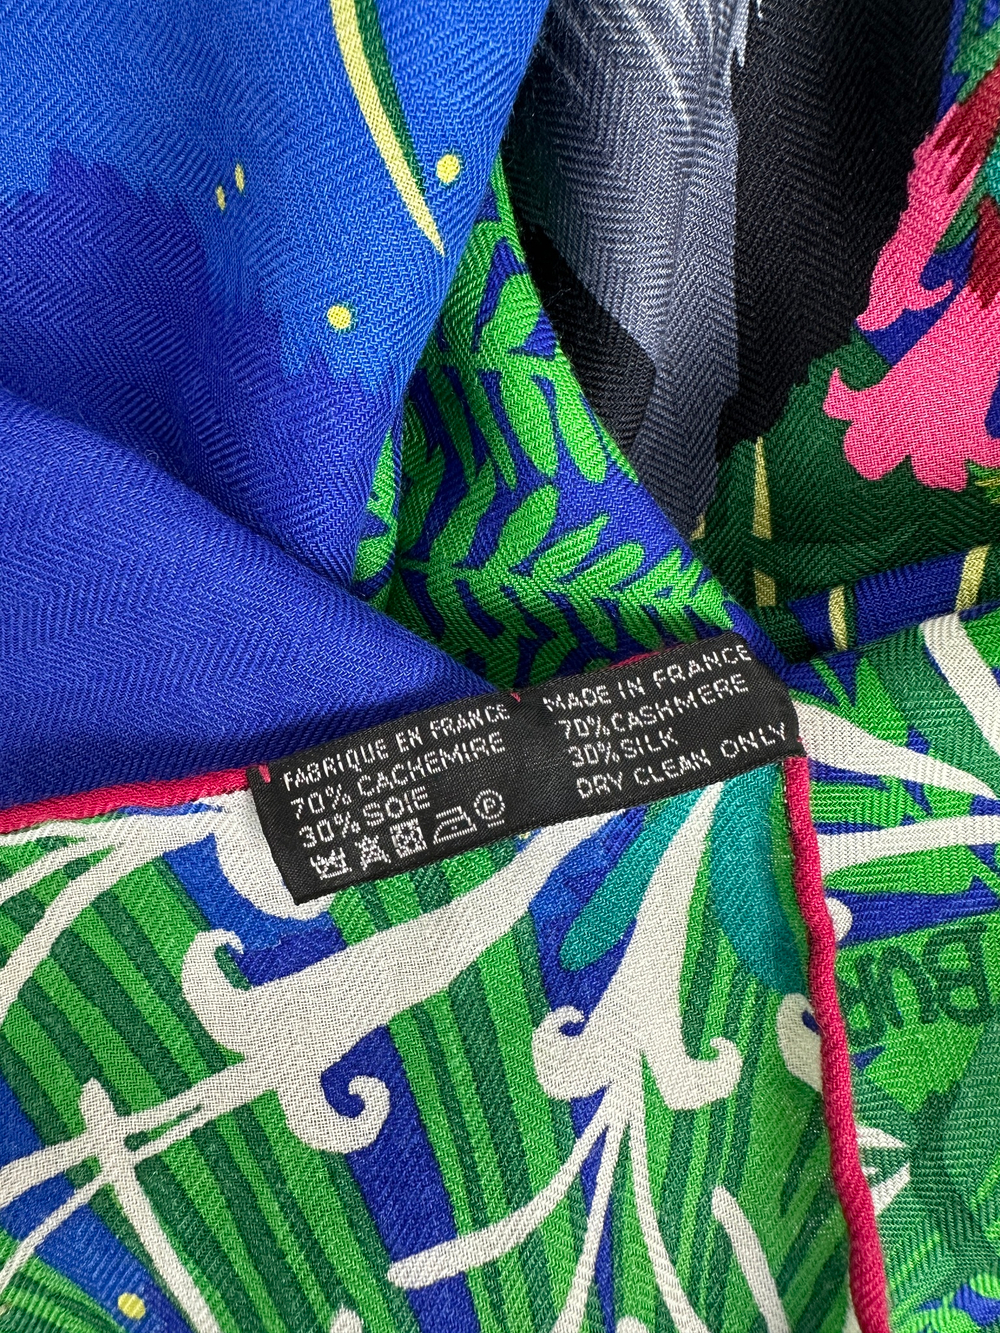 FABRIQUE EN FRANCE
70% CACHEMIRE
30% SOIE
MADE IN FRANCE
70% CASHMERE
30% SILK
DRY CLEAN ONLY
P